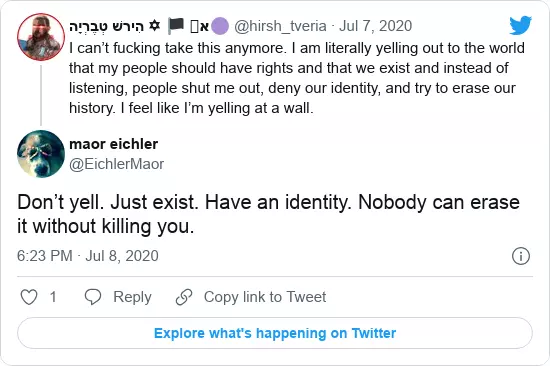 הירש טְבֶרְיָה ✡ 🏴 א🟣 @hirsh_tveria · Jul 7, 2020
I can't fucking take this anymore. I am literally yelling out to the world
that my people should have rights and that we exist and instead of
listening, people shut me out, deny our identity, and try to erase our
history. I feel like I'm yelling at a wall.
maor eichler
@EichlerMaor
Don't yell. Just exist. Have an identity. Nobody can erase
it without killing you.
6:23 PM · Jul 8, 2020
1 Reply Copy link to Tweet
Explore what's happening on Twitter